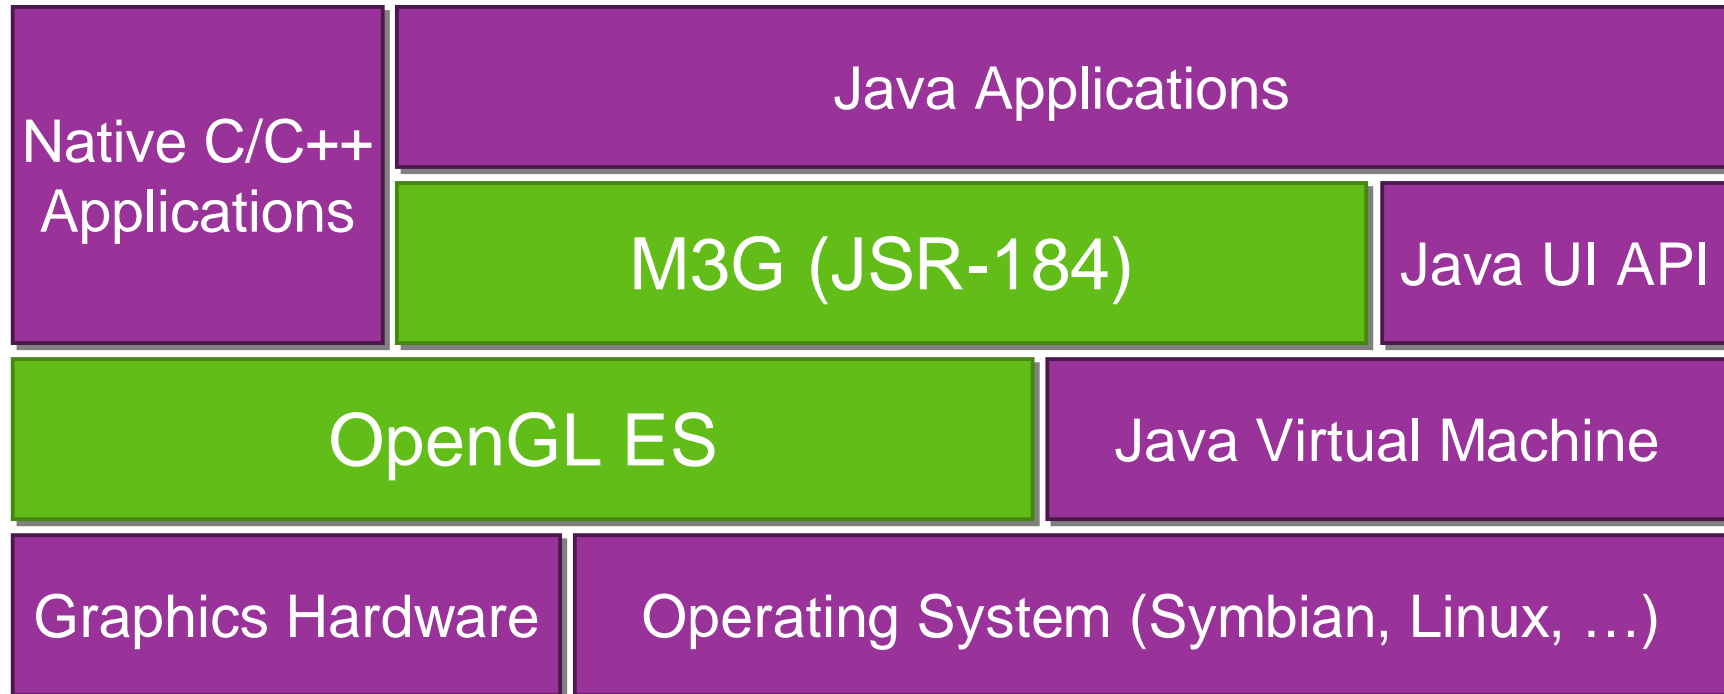 Java Applications
Native C/C++
Applications
M3G (JSR-184)
Java UI API
OpenGL ES
Java Virtual Machine
Graphics Hardware
Operating System (Symbian, Linux, …)